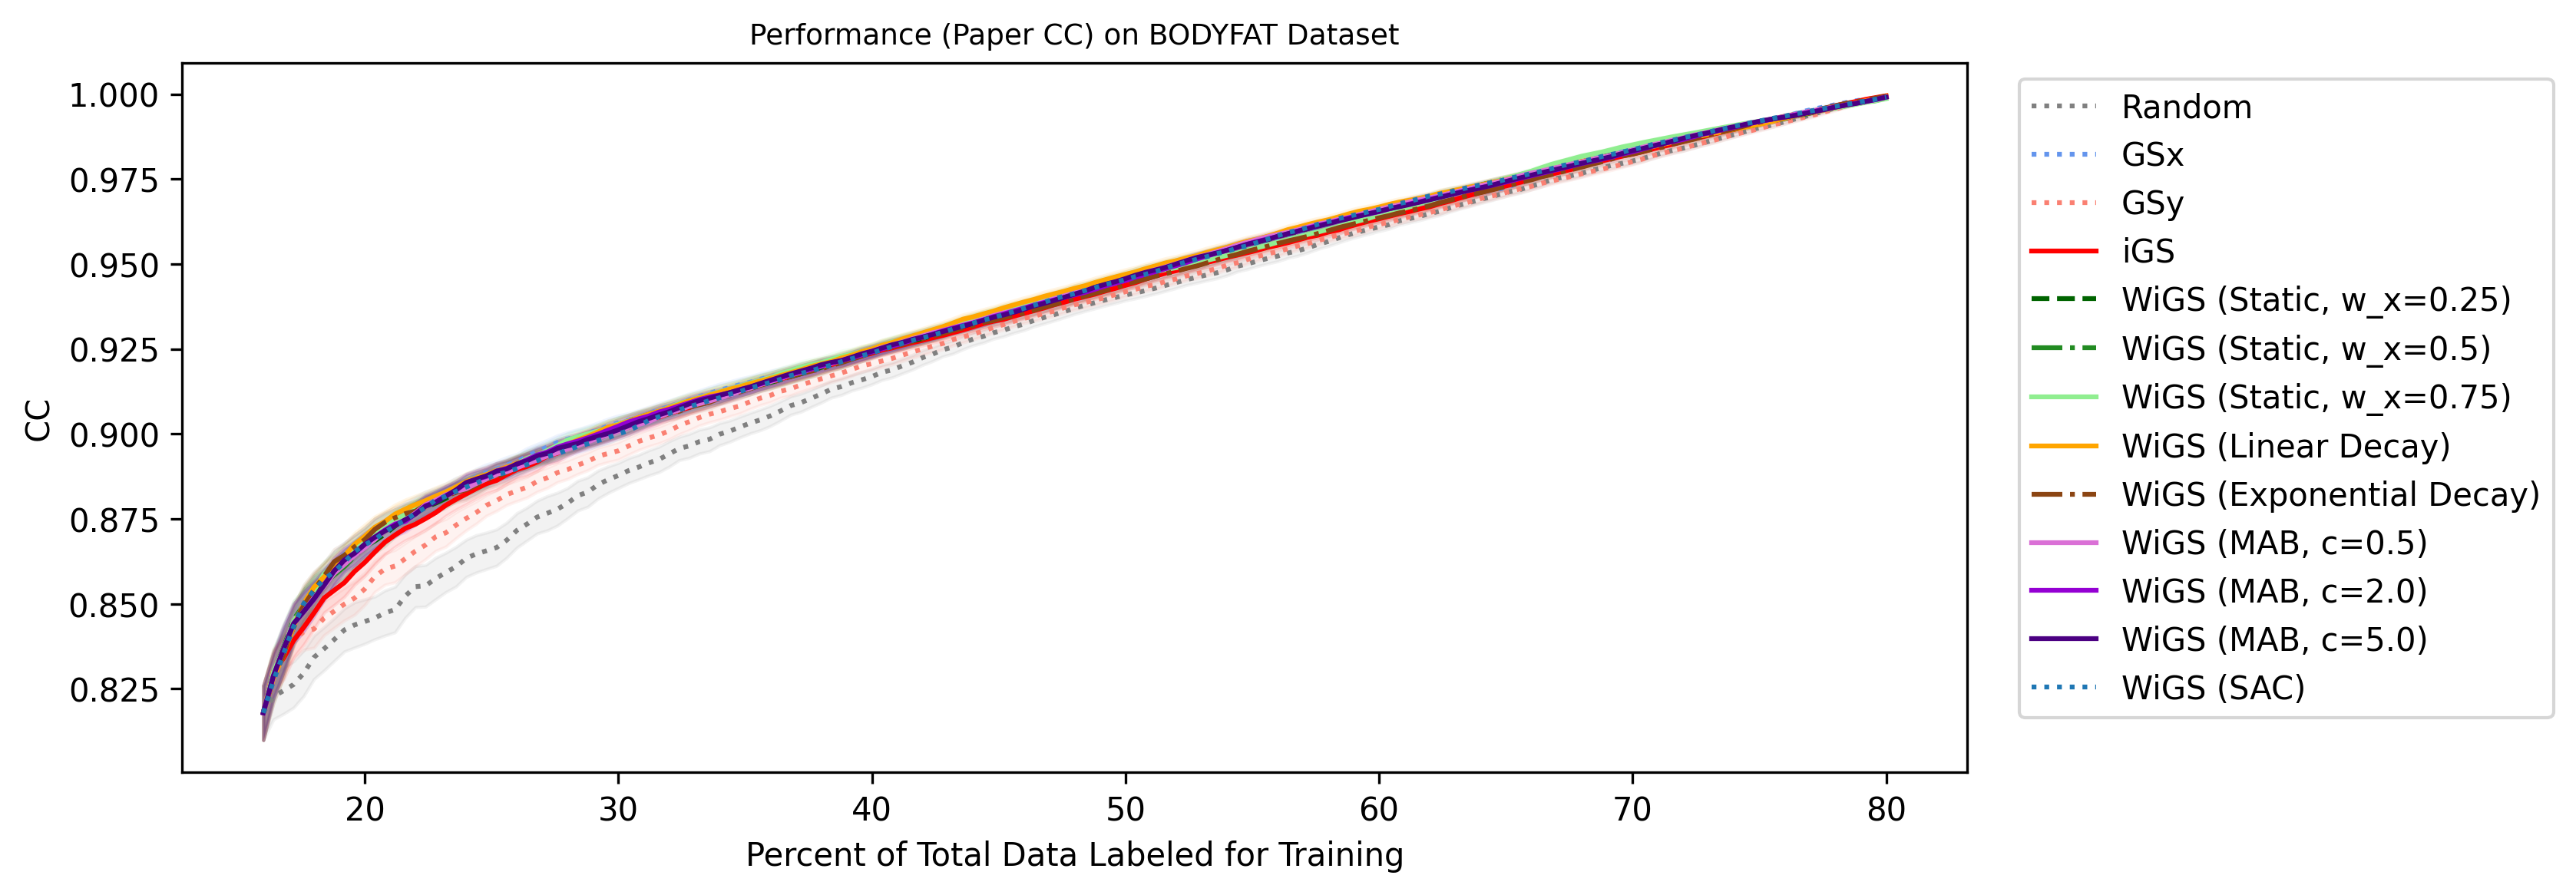 Performance (Paper CC) on BODYFAT Dataset
CC
1.000
0.975
0.950
0.925
0.900
0.875
0.850
0.825
20 30 40 50 60 70 80
Percent of Total Data Labeled for Training
Random
GSx
GSy
iGS
WiGS (Static, w_x=0.25)
WiGS (Static, w_x=0.5)
WiGS (Static, w_x=0.75)
WiGS (Linear Decay)
WiGS (Exponential Decay)
WiGS (MAB, c=0.5)
WiGS (MAB, c=2.0)
WiGS (MAB, c=5.0)
WiGS (SAC)